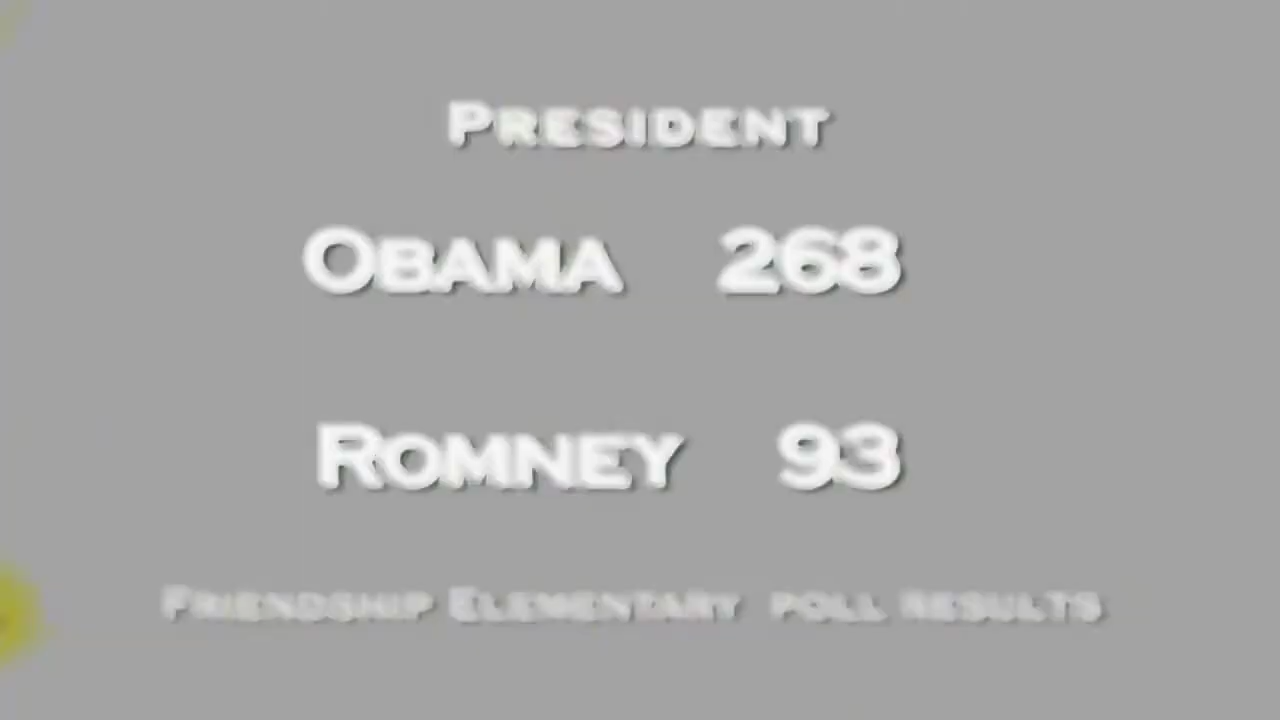 PRESIDENT
OBAMA 268
ROMNEY 93
FRIENDSHIP ELEMENTARY POLL RESULTS